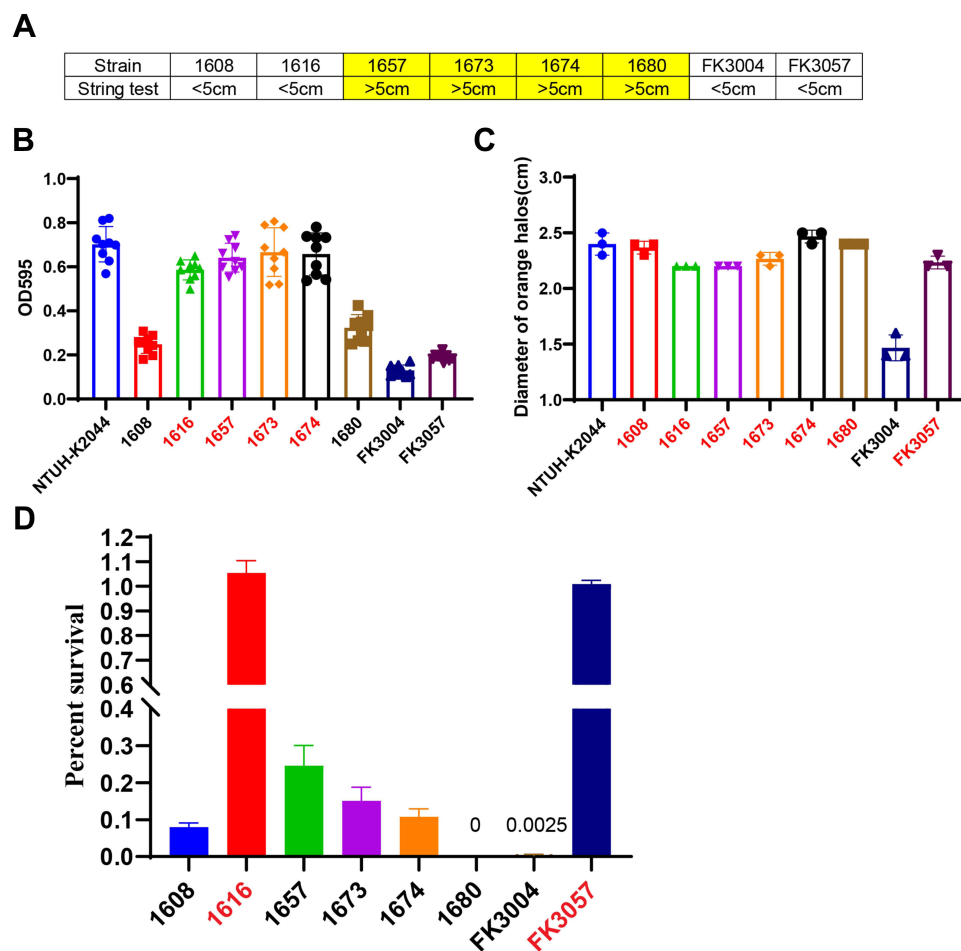 A
Strain 1608 1616 1657 1673 1674 1680 FK3004 FK3057
String test <5cm <5cm >5cm >5cm >5cm >5cm <5cm <5cm
B
OD595
1.0
0.8
0.6
0.4
0.2
0.0
NTUH-K2044 1608 1616 1657 1673 1674 1680 FK3004 FK3057
C
Diameter of orange halos(cm)
3.0
2.5
2.0
1.5
1.0
NTUH-K2044 1608 1616 1657 1673 1674 1680 FK3004 FK3057
D
Percent survival
1.2
1.1
1.0
0.9
0.8
0.7
0.6
0.4
0.3
0.2
0.1
0.0
0 0.0025
1608 1616 1657 1673 1674 1680 FK3004 FK3057